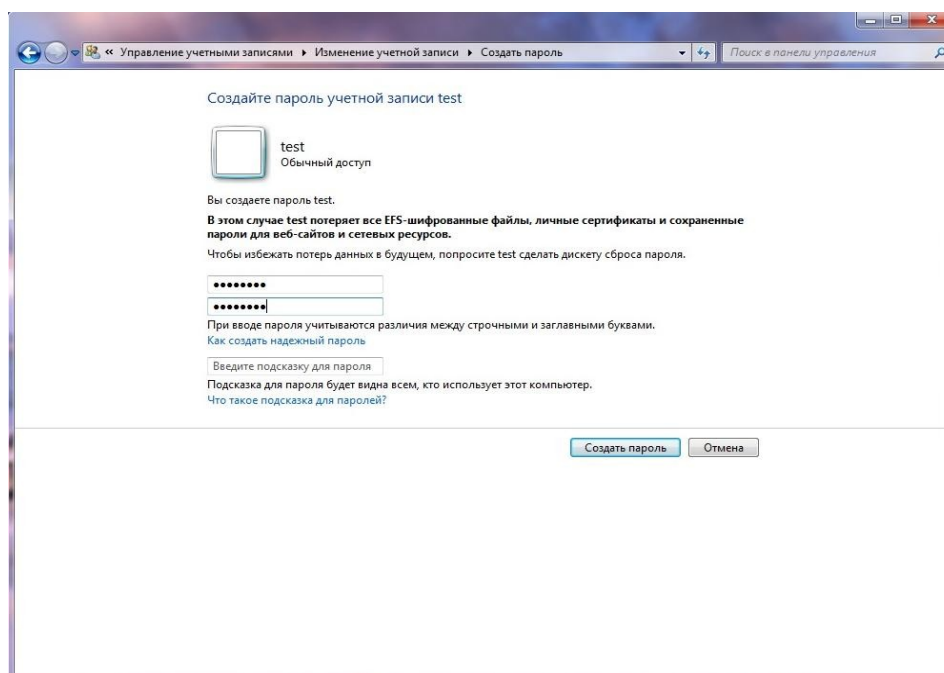 « Управление учетными записями ▸ Изменение учетной записи ▸ Создать пароль
Поиск в панели управления
Создайте пароль учетной записи test
test
Обычный доступ
Вы создаете пароль test.
В этом случае test потеряет все EFS-шифрованные файлы, личные сертификаты и сохраненные
пароли для веб-сайтов и сетевых ресурсов.
Чтобы избежать потерь данных в будущем, попросите test сделать дискету сброса пароля.
●●●●●●●●
●●●●●●●●
При вводе пароля учитываются различия между строчными и заглавными буквами.
Как создать надежный пароль
Введите подсказку для пароля
Подсказка для пароля будет видна всем, кто использует этот компьютер.
Что такое подсказка для паролей?
Создать пароль
Отмена